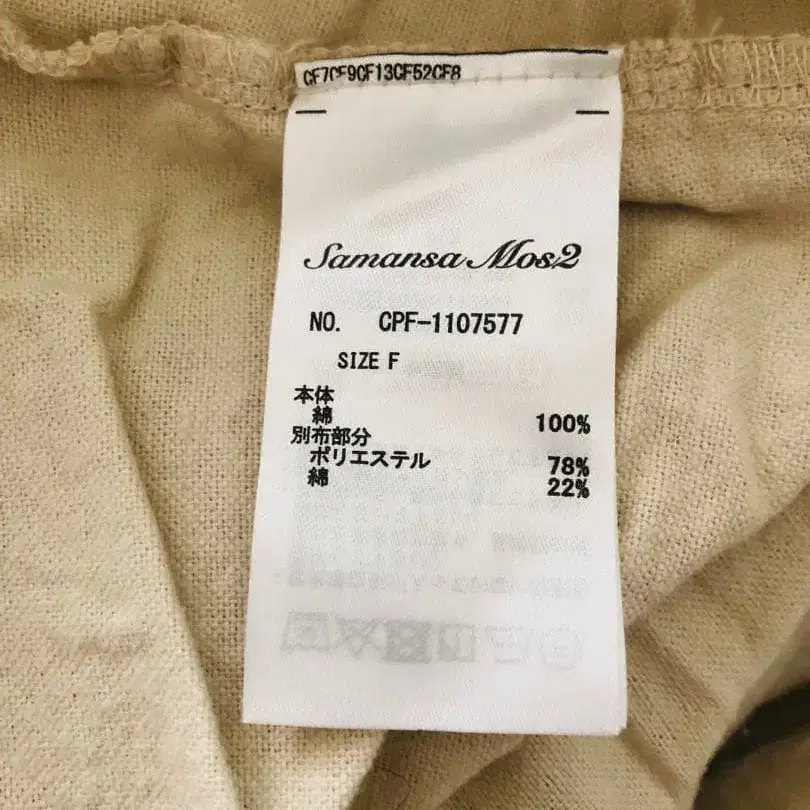 CF7CF9CF13CF52CF8
Samansa Mos2
NO. CPF-1107577
SIZE F
本体
綿 100%
別布部分
ポリエステル 78%
綿 22%